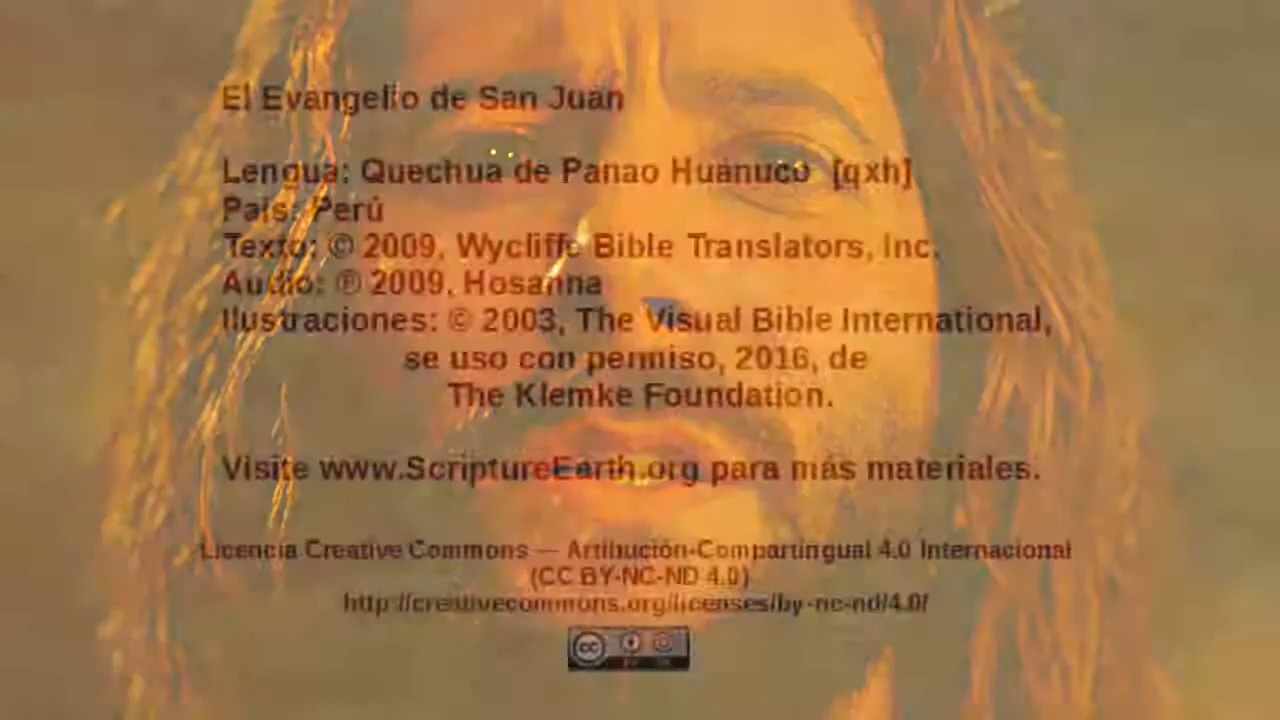 El Evangelio de San Juan
Lengua: Quechua de Panao Huánuco [qxh]
País: Perú
Texto: © 2009, Wycliffe Bible Translators, Inc.
Audio: ℗ 2009, Hosanna
Ilustraciones: © 2003, The Visual Bible International,
se uso con permiso, 2016, de
The Klemke Foundation.
Visite www.ScriptureEarth.org para más materiales.
Licencia Creative Commons — Artibución-Compartingual 4.0 Internacional
(CC BY-NC-ND 4.0)
http://creativecommons.org/licenses/by-nc-nd/4.0/
cc